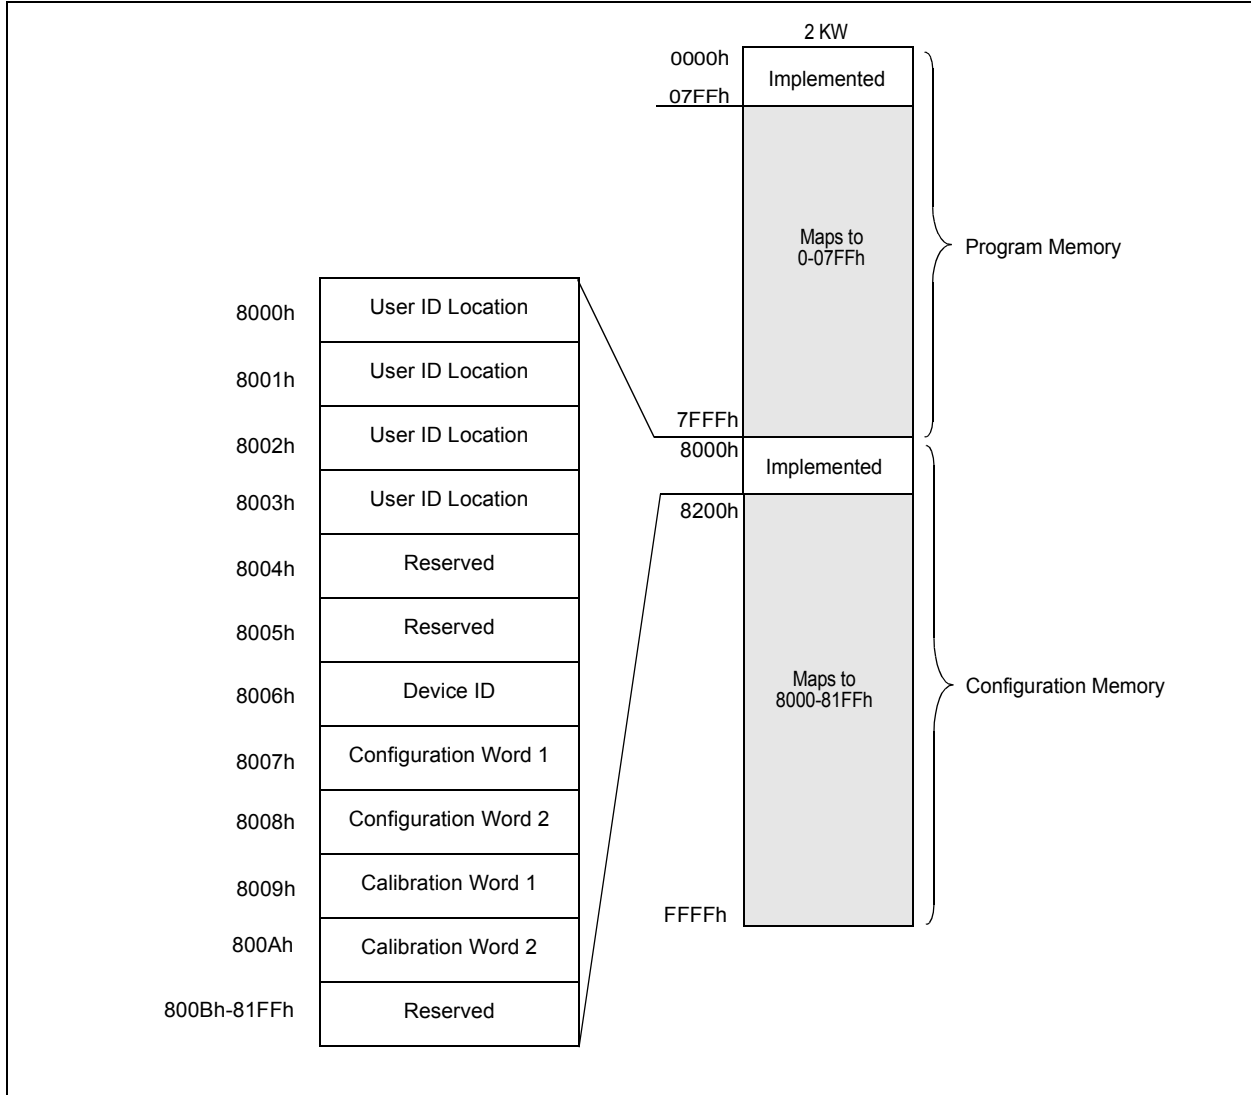 2 KW
0000h
Implemented
07FFh
Maps to
0-07FFh
Program Memory
7FFFh
8000h
Implemented
8200h
Maps to
8000-81FFh
Configuration Memory
FFFFh
8000h
User ID Location
8001h
User ID Location
8002h
User ID Location
8003h
User ID Location
8004h
Reserved
8005h
Reserved
8006h
Device ID
8007h
Configuration Word 1
8008h
Configuration Word 2
8009h
Calibration Word 1
800Ah
Calibration Word 2
800Bh-81FFh
Reserved